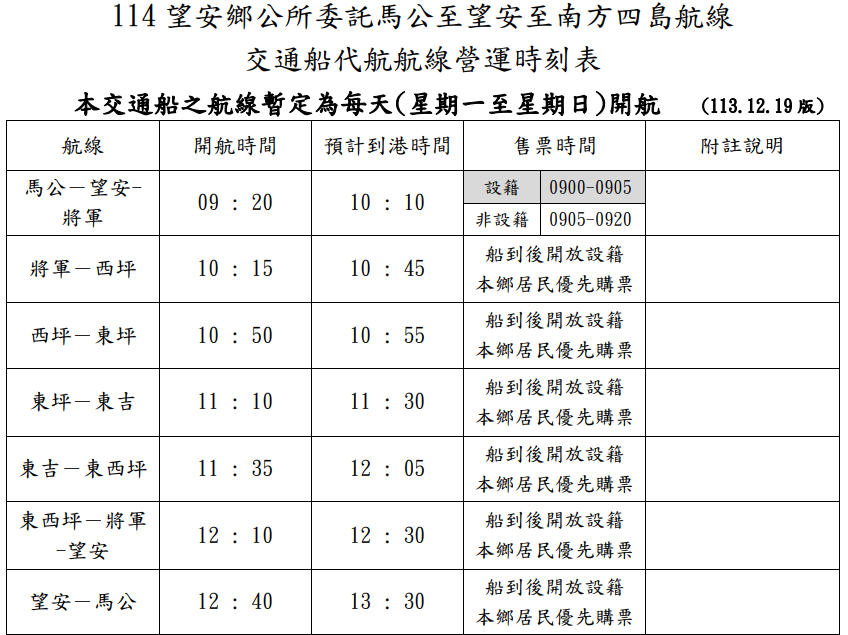 114 望安鄉公所委託馬公至望安至南方四島航線
交通船代航航線營運時刻表
本交通船之航線暫定為每天(星期一至星期日)開航 (113.12.19 版)
航線 開航時間 預計到港時間 售票時間 附註說明
馬公－望安-
將軍
09 : 20 10 : 10
設籍 0900-0905
非設籍 0905-0920
將軍－西坪 10 : 15 10 : 45
船到後開放設籍
本鄉居民優先購票
西坪－東坪 10 : 50 10 : 55
船到後開放設籍
本鄉居民優先購票
東坪－東吉 11 : 10 11 : 30
船到後開放設籍
本鄉居民優先購票
東吉－東西坪 11 : 35 12 : 05
船到後開放設籍
本鄉居民優先購票
東西坪－將軍
-望安
12 : 10 12 : 30
船到後開放設籍
本鄉居民優先購票
望安－馬公 12 : 40 13 : 30
船到後開放設籍
本鄉居民優先購票